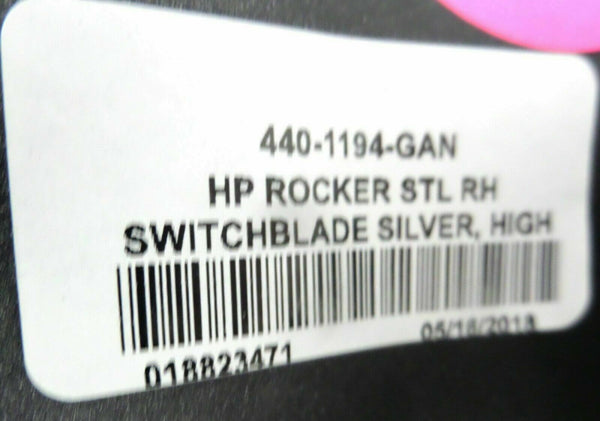 440-1194-GAN
HP ROCKER STL RH
SWITCHBLADE SILVER, HIGH
05/16/2013
018823471